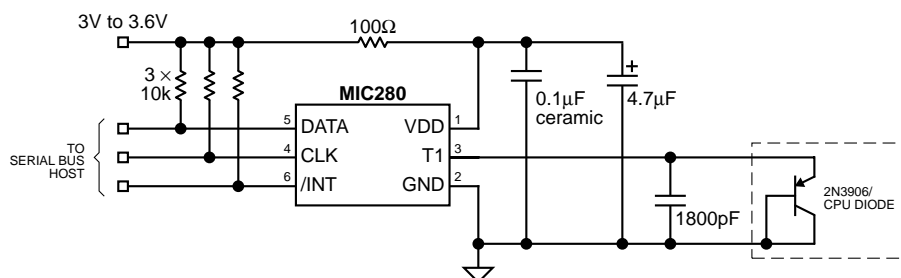 3V to 3.6V
100Ω
3 ×
10k
MIC280
0.1µF
ceramic
4.7µF
5
DATA
VDD
1
TO
SERIAL BUS
HOST
4
CLK
T1
3
6
/INT
GND
2
1800pF
2N3906/
CPU DIODE
+